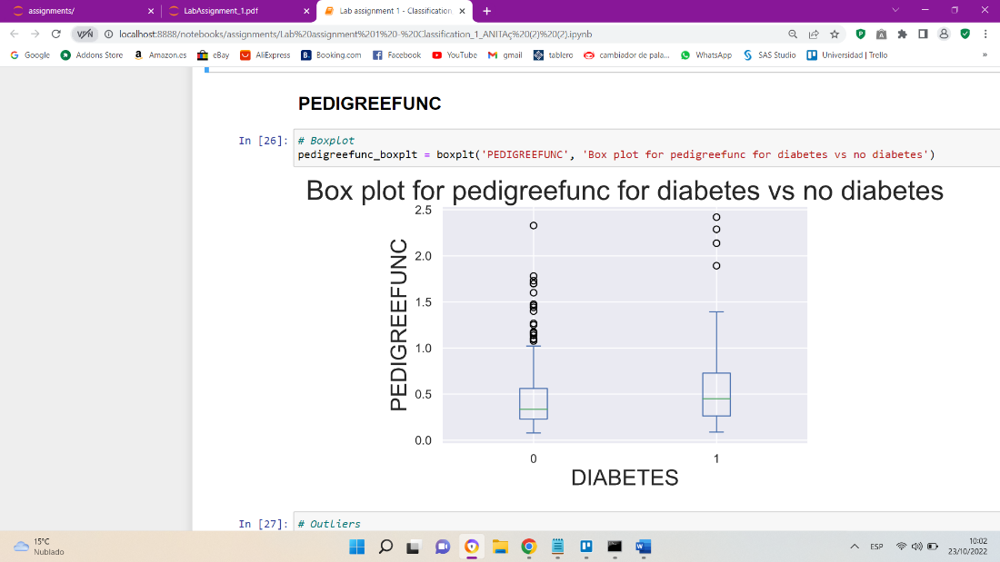 assignments/
LabAssignment_1.pdf
Lab assignment 1 - Classification
VPN
localhost:8888/notebooks/assignments/Lab%20assignment%201%20-%20Classification_1_ANITAç%20(2)%20(2).ipynb
Google
Addons Store
Amazon.es
eBay
AliExpress
Booking.com
Facebook
YouTube
gmail
tablero
cambiador de pala...
WhatsApp
SAS Studio
Universidad | Trello
»
PEDIGREEFUNC
In [26]: # Boxplot
pedigreefunc_boxplt = boxplt('PEDIGREEFUNC', 'Box plot for pedigreefunc for diabetes vs no diabetes')
Box plot for pedigreefunc for diabetes vs no diabetes
2.5
2.0
1.5
1.0
0.5
0.0
PEDIGREEFUNC
0 1
DIABETES
In [27]: # Outliers
15°C
Nublado
ESP
10:02
23/10/2022